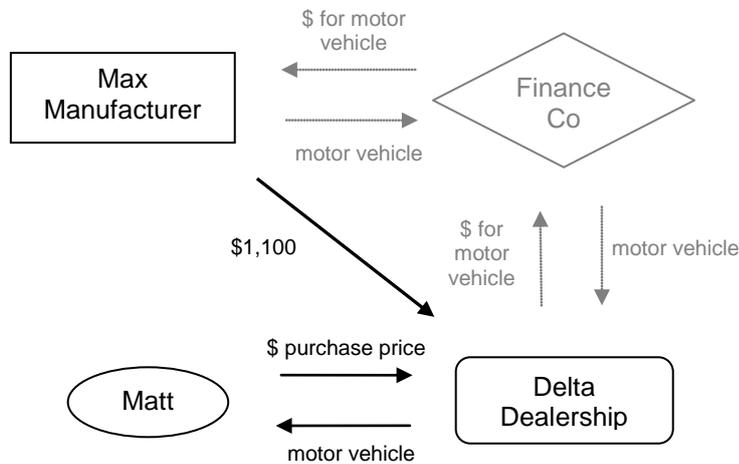 $ for motor
vehicle
Max
Manufacturer
Finance
Co
motor vehicle
$1,100
$ for
motor
vehicle
motor vehicle
$ purchase price
Matt
Delta
Dealership
motor vehicle